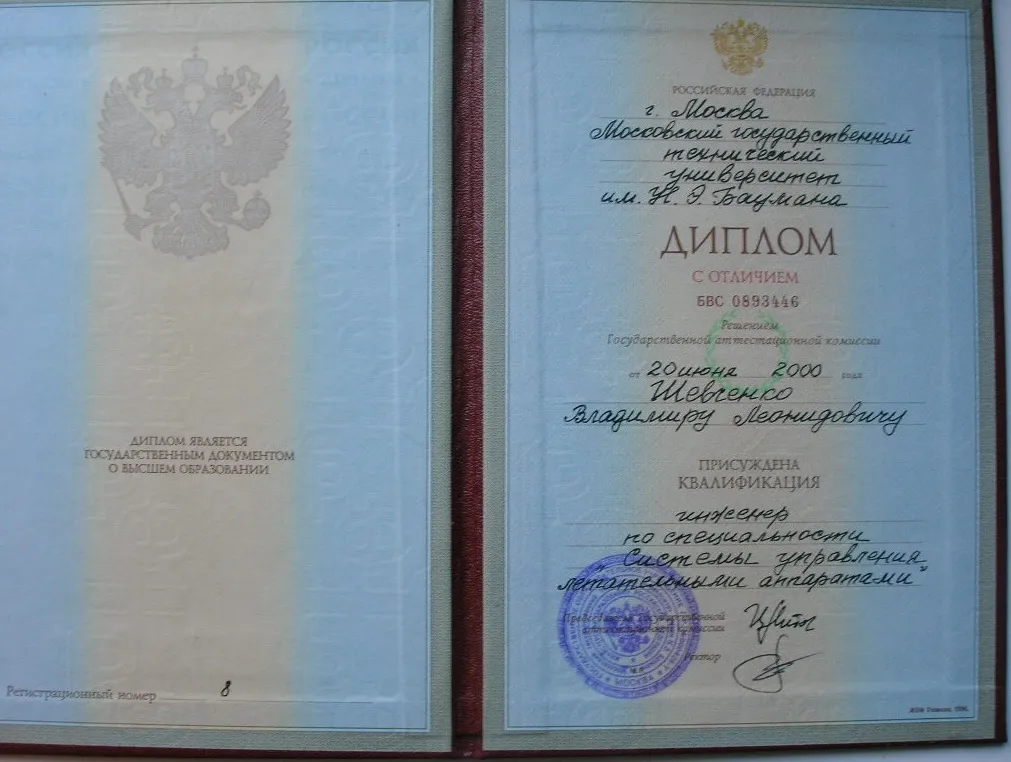 ДИПЛОМ ЯВЛЯЕТСЯ
ГОСУДАРСТВЕННЫМ ДОКУМЕНТОМ
О ВЫСШЕМ ОБРАЗОВАНИИ
Регистрационный номер 8
РОССИЙСКАЯ ФЕДЕРАЦИЯ
г. Москва
Московский государственный
технический
университет
им. Н. Э. Баумана
ДИПЛОМ
С ОТЛИЧИЕМ
БВС 0893446
Решением
Государственной аттестационной комиссии
от 20 июня 2000 года
Шевченко
Владимиру Леонидовичу
ПРИСУЖДЕНА
КВАЛИФИКАЦИЯ
инженер
по специальности
„Системы управления
летательными аппаратами"
Председатель Государственной
аттестационной комиссии
Ректор
МОСКВА